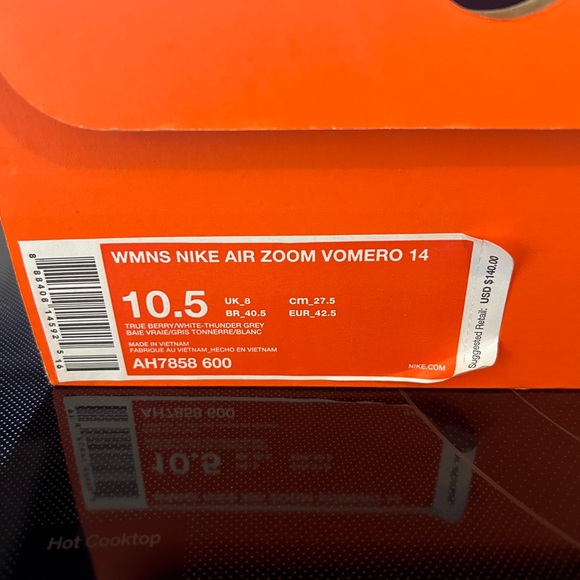 WMNS NIKE AIR ZOOM VOMERO 14
10.5 UK_8 cm_27.5
BR_40.5 EUR_42.5
TRUE BERRY/WHITE-THUNDER GREY
BAIE VRAIE/GRIS TONNERRE/BLANC
MADE IN VIETNAM
FABRIQUE AU VIETNAM_HECHO EN VIETNAM
AH7858 600
NIKE.COM
Suggested Retail: USD $140.00
Hot Cooktop